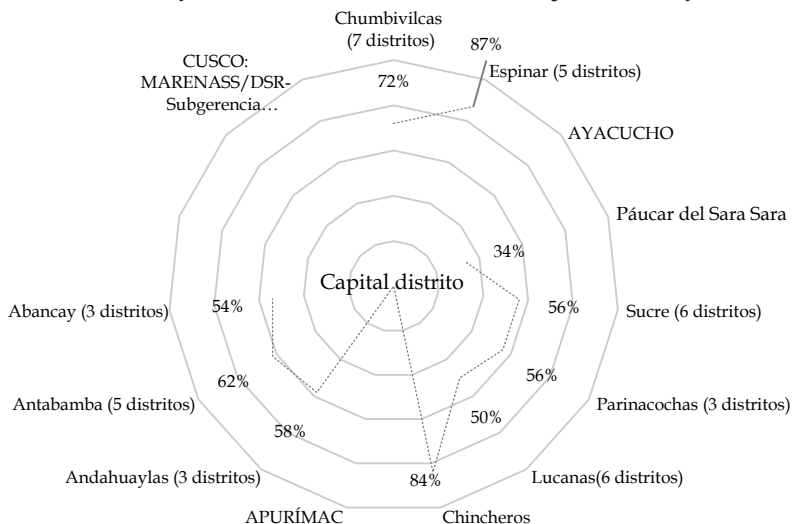 Chumbivilcas
(7 distritos)
87%
Espinar (5 distritos)
CUSCO:
MARENASS/DSR-
Subgerencia…
72%
AYACUCHO
Páucar del Sara Sara
34%
Capital distrito
Abancay (3 distritos)
54%
56%
Sucre (6 distritos)
62%
56%
Antabamba (5 distritos)
Parinacochas (3 distritos)
58%
50%
Andahuaylas (3 distritos)
84%
Lucanas(6 distritos)
APURÍMAC
Chincheros